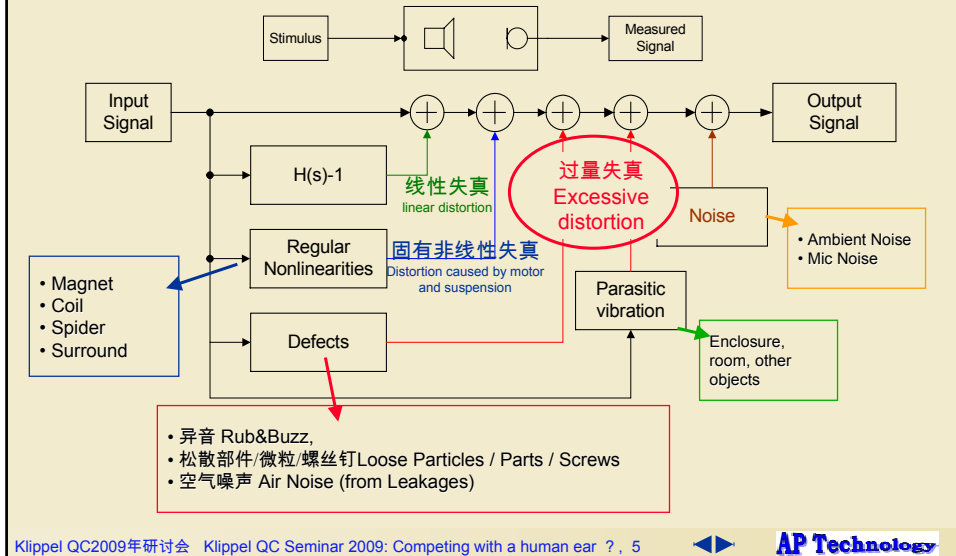 Stimulus
Measured
Signal
Input
Signal
Output
Signal
H(s)-1
线性失真
linear distortion
过量失真
Excessive
distortion
Noise
• Ambient Noise
• Mic Noise
Regular
Nonlinearities
固有非线性失真
Distortion caused by motor
and suspension
• Magnet
• Coil
• Spider
• Surround
Parasitic
vibration
Defects
Enclosure,
room, other
objects
• 异音 Rub&Buzz,
• 松散部件/微粒/螺丝钉Loose Particles / Parts / Screws
• 空气噪声 Air Noise (from Leakages)
Klippel QC2009年研讨会 Klippel QC Seminar 2009: Competing with a human ear ? , 5
AP Technology